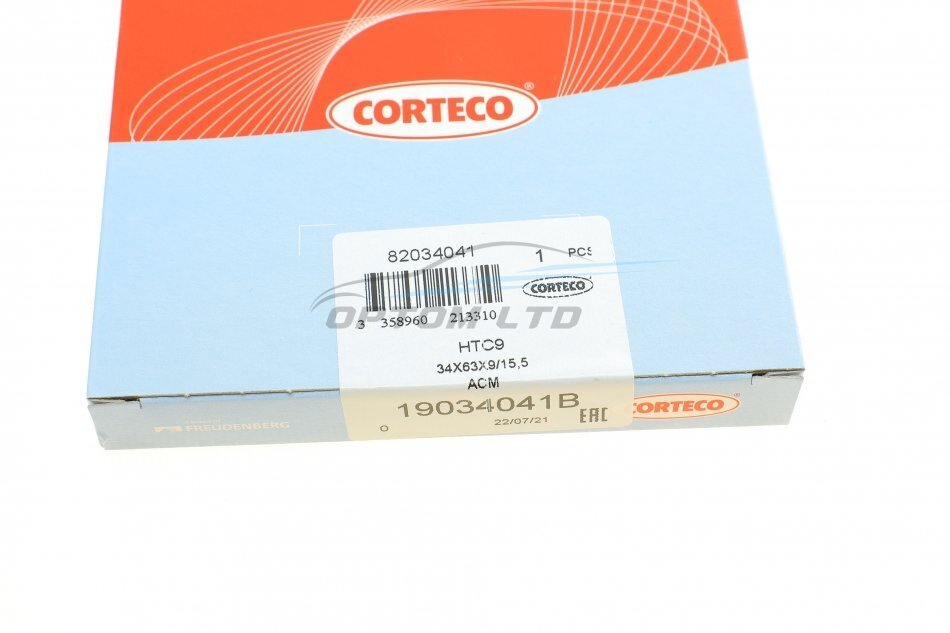 CORTECO®
82034041 1 PCS
CORTECO
3 358960 213310
OPTOM LTD
HTC9
34X63X9/15,5
ACM
19034041B EAC CORTECO
0 22/07/21
FREUDENBERG